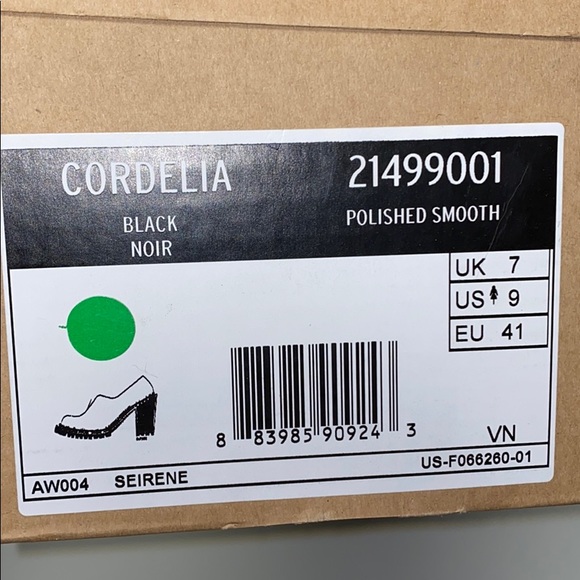 CORDELIA
BLACK
NOIR
21499001
POLISHED SMOOTH
UK 7
US 9
EU 41
8 83985 90924 3
VN
US-F066260-01
AW004 SEIRENE